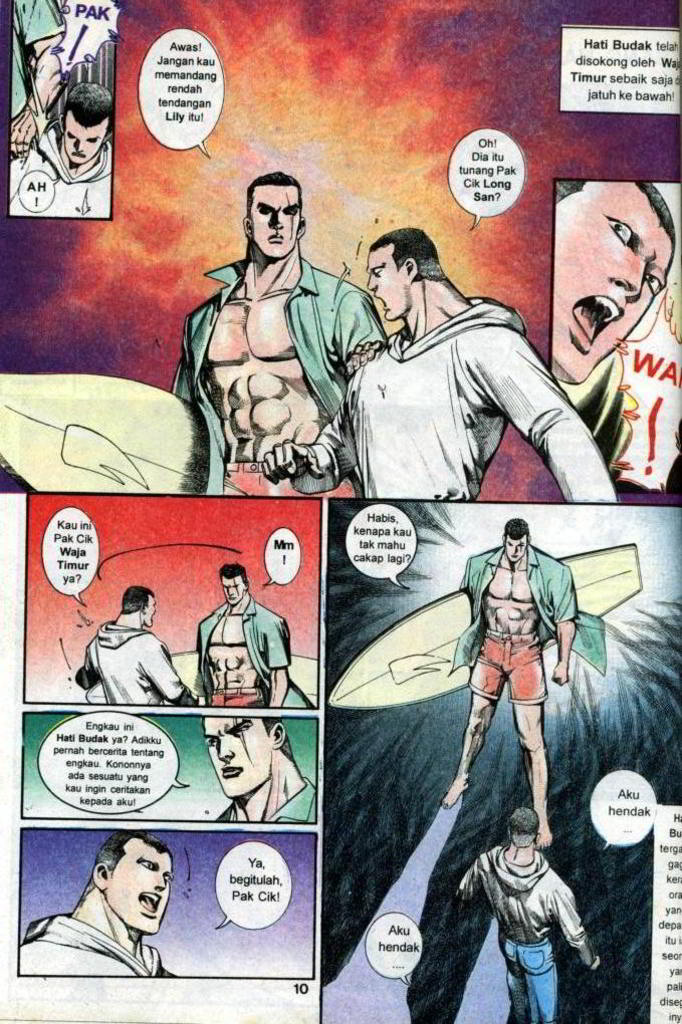 PAK
!
AH
!
Awas!
Jangan kau
memandang
rendah
tendangan
Lily itu!
Oh!
Dia itu
tunang Pak
Cik Long
San?
Hati Budak telah
disokong oleh Waja
Timur sebaik saja
jatuh ke bawah!
WA
!
Kau ini
Pak Cik
Waja
Timur
ya?
Mm
!
Engkau ini
Hati Budak ya? Adikku
pernah bercerita tentang
engkau. Kononnya
ada sesuatu yang
kau ingin ceritakan
kepada aku!
Ya,
begitulah,
Pak Cik!
Habis,
kenapa kau
tak mahu
cakap lagi?
Aku
hendak
...
Aku
hendak
....
10